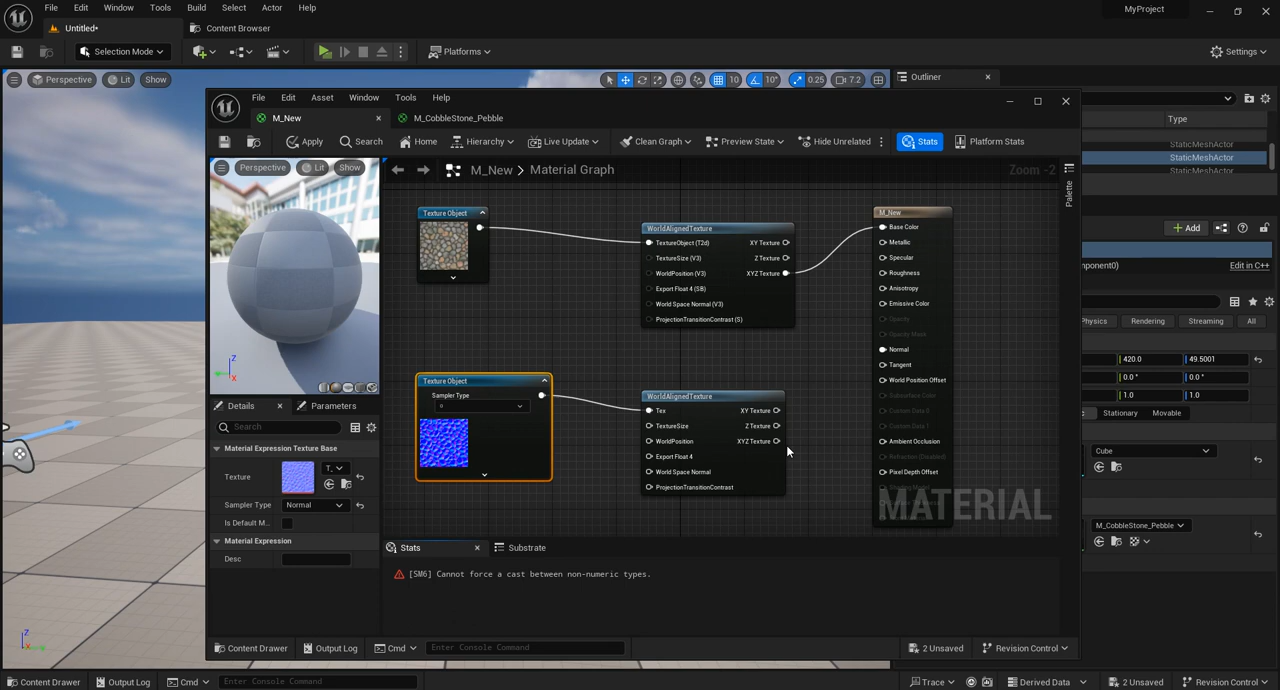 File Edit Window Tools Build Select Actor Help
MyProject
Untitled*
Content Browser
Selection Mode
Platforms
Settings
Perspective
Lit
Show
10
10°
0.25
7.2
Outliner
File Edit Asset Window Tools Help
M_New
M_CobbleStone_Pebble
Type
StaticMeshActor
StaticMeshActor
StaticMeshActor
Apply
Search
Home
Hierarchy
Live Update
Clean Graph
Preview State
Hide Unrelated
Stats
Platform Stats
Perspective
Lit
Show
M_New > Material Graph
Zoom -2
Palette
Texture Object
WorldAlignedTexture
TextureObject (T2d)
XY Texture
TextureSize (V3)
Z Texture
WorldPosition (V3)
XYZ Texture
Export Float 4 (SB)
World Space Normal (V3)
ProjectionTransitionContrast (S)
M_New
Base Color
Metallic
Specular
Roughness
Anisotropy
Emissive Color
Opacity
Opacity Mask
Normal
Tangent
World Position Offset
Subsurface Color
Custom Data 0
Custom Data 1
Ambient Occlusion
Refraction (Disabled)
Pixel Depth Offset
Shading Model
MATERIAL
Texture Object
Sampler Type
WorldAlignedTexture
Tex
XY Texture
TextureSize
Z Texture
WorldPosition
XYZ Texture
Export Float 4
World Space Normal
ProjectionTransitionContrast
Z
X
Details
Parameters
Search
Material Expression Texture Base
Texture
T_
Sampler Type
Normal
Is Default M...
Material Expression
Desc
Stats
Substrate
[SM6] Cannot force a cast between non-numeric types.
Content Drawer
Output Log
Cmd
Enter Console Command
2 Unsaved
Revision Control
Add
mponent0)
Edit in C++
Physics
Rendering
Streaming
All
420.0
49.5001
0.0°
0.0°
1.0
1.0
Stationary
Movable
Cube
M_CobbleStone_Pebble
Z
X
Content Drawer
Output Log
Cmd
Enter Console Command
Trace
Derived Data
2 Unsaved
Revision Control